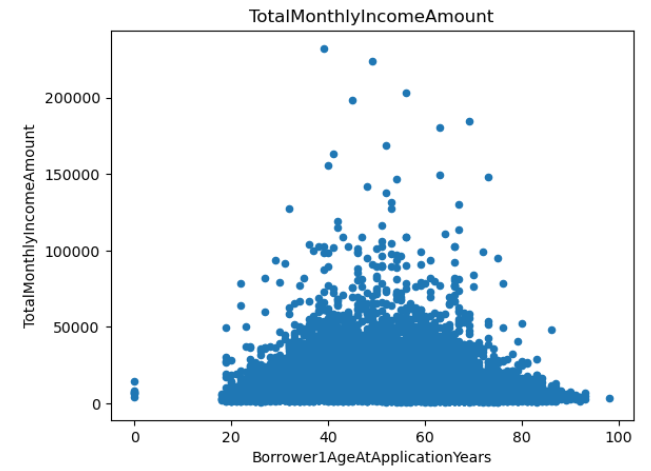 TotalMonthlyIncomeAmount
TotalMonthlyIncomeAmount
200000
150000
100000
50000
0
0 20 40 60 80 100
Borrower1AgeAtApplicationYears